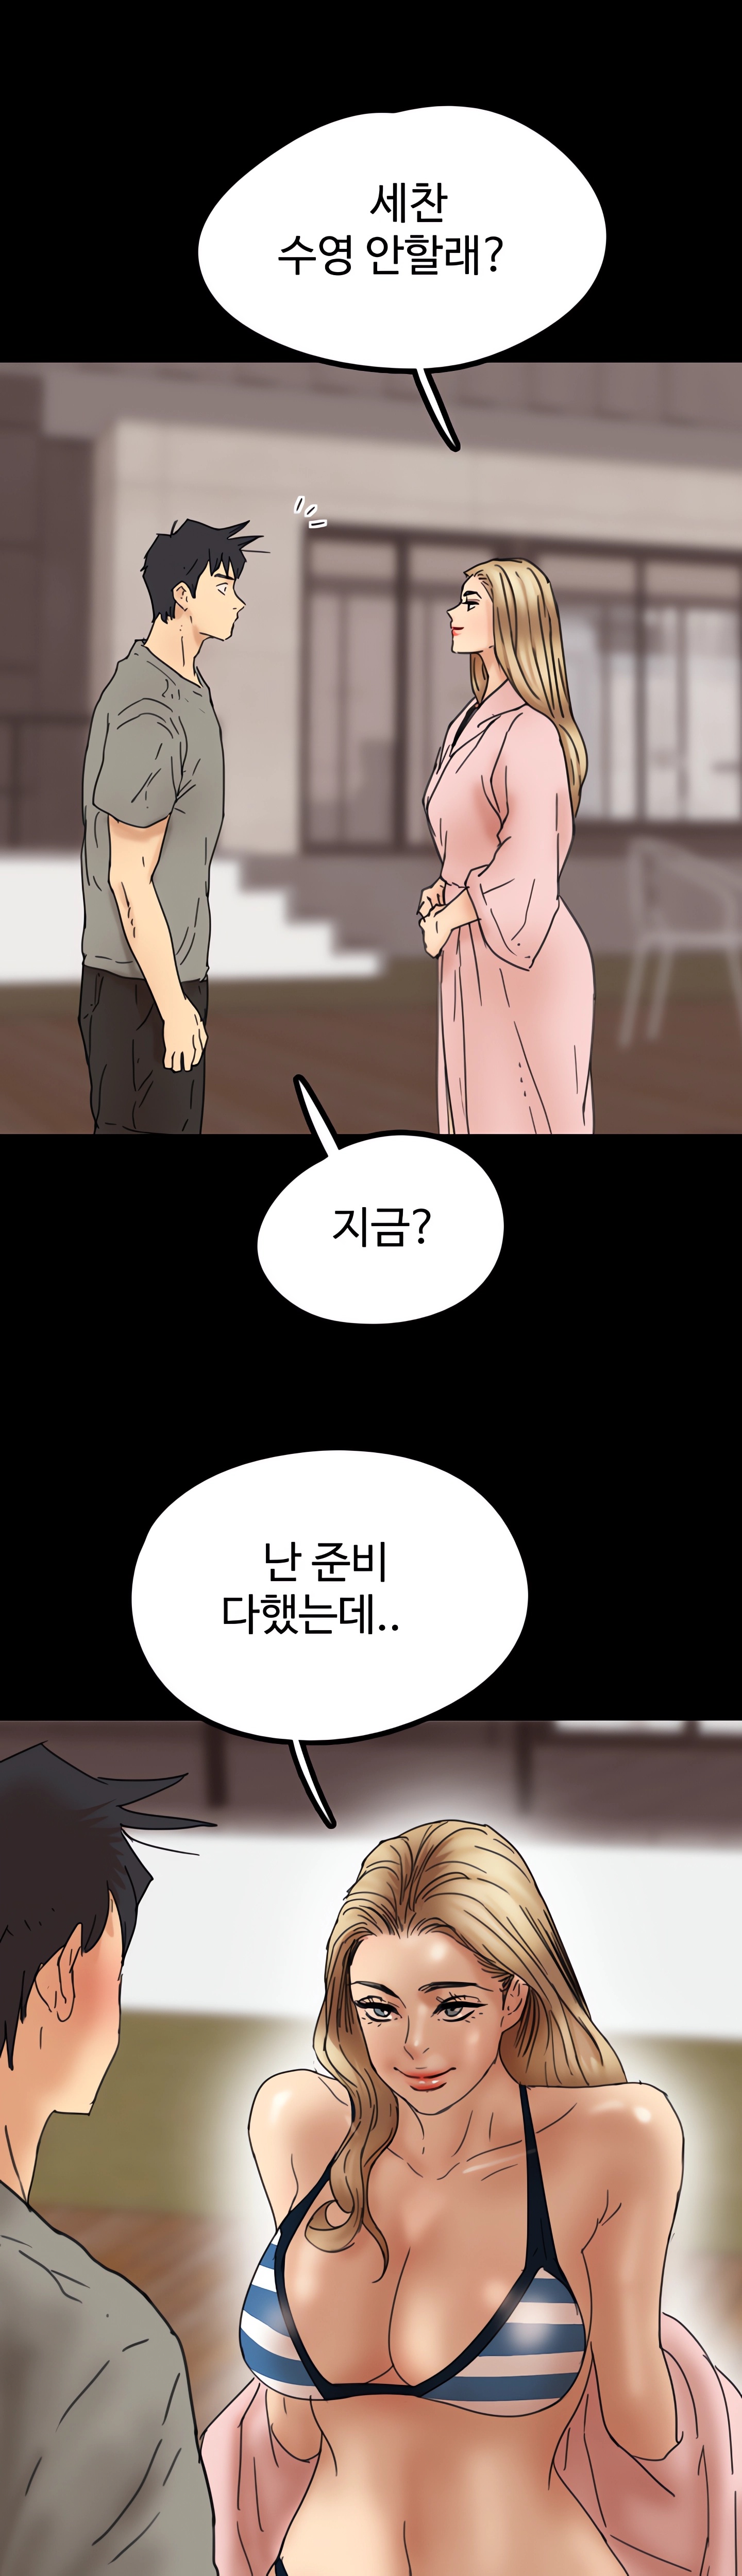 세찬
수영 안할래?
지금?
난 준비
다했는데..